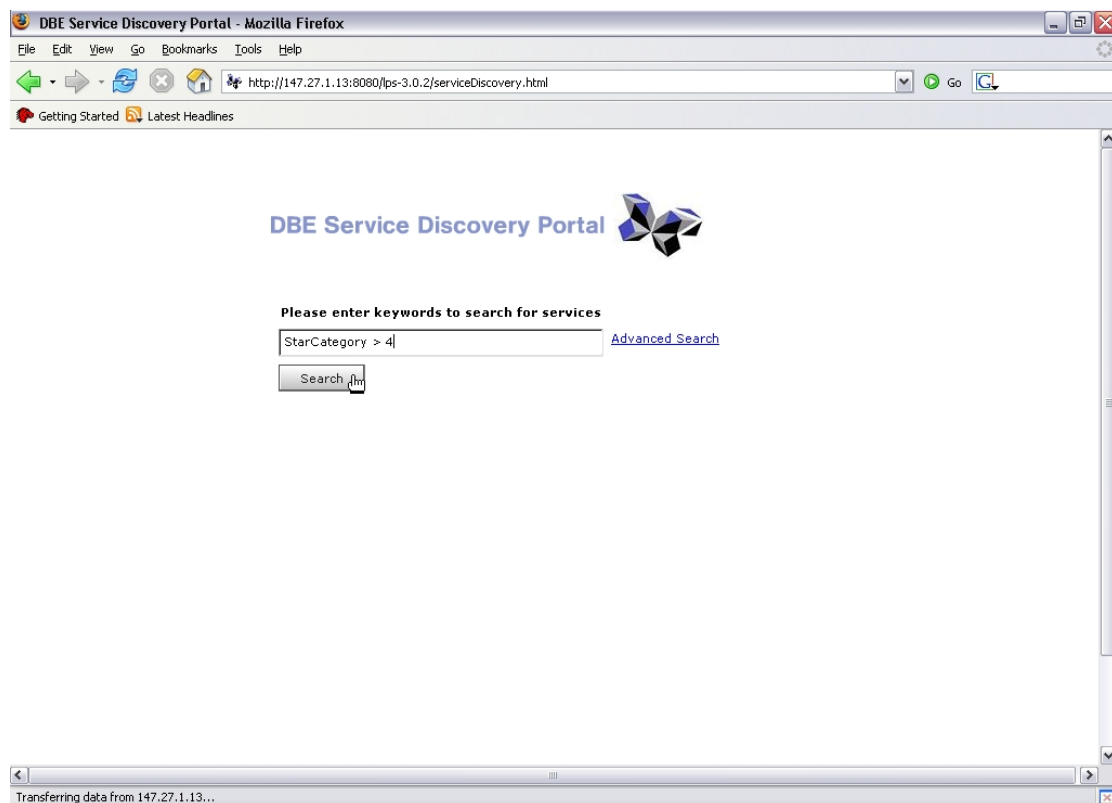 DBE Service Discovery Portal - Mozilla Firefox
File Edit View Go Bookmarks Tools Help
http://147.27.1.13:8080/lps-3.0.2/serviceDiscovery.html Go G
Getting Started Latest Headlines
DBE Service Discovery Portal
Please enter keywords to search for services
StarCategory > 4 Advanced Search
Search
Transferring data from 147.27.1.13...